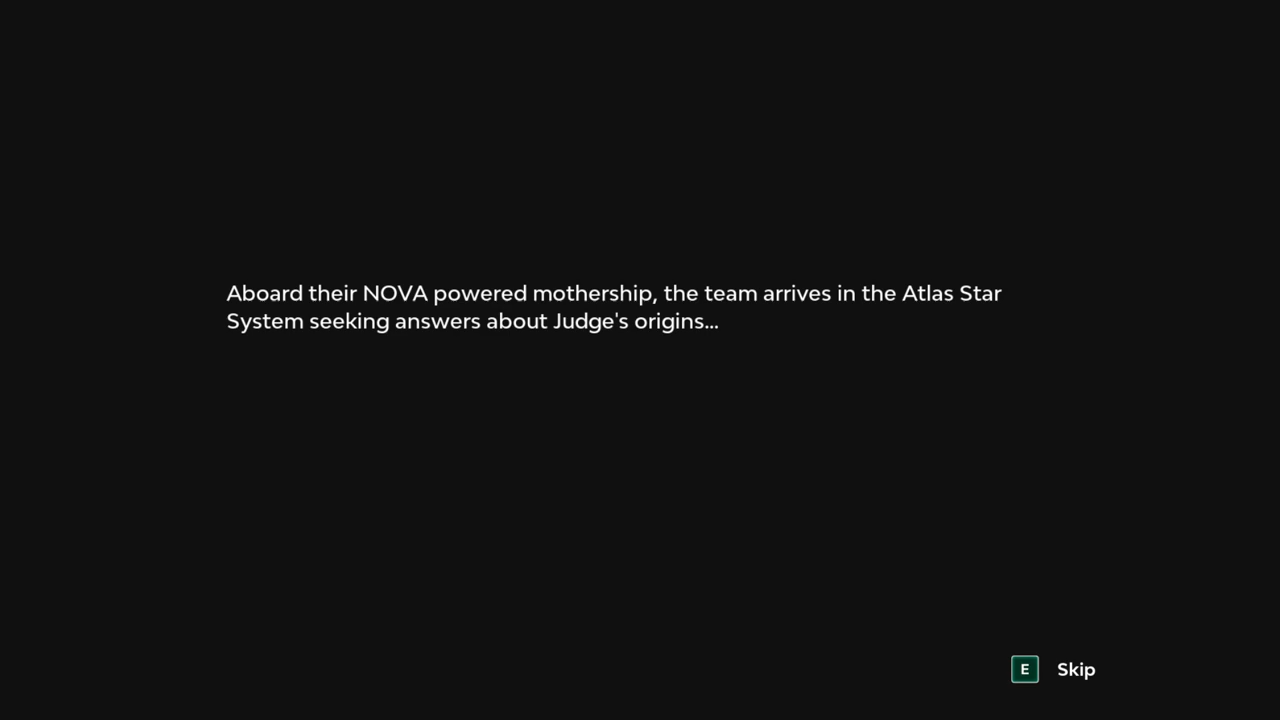 Aboard their NOVA powered mothership, the team arrives in the Atlas Star
System seeking answers about Judge's origins...
E Skip